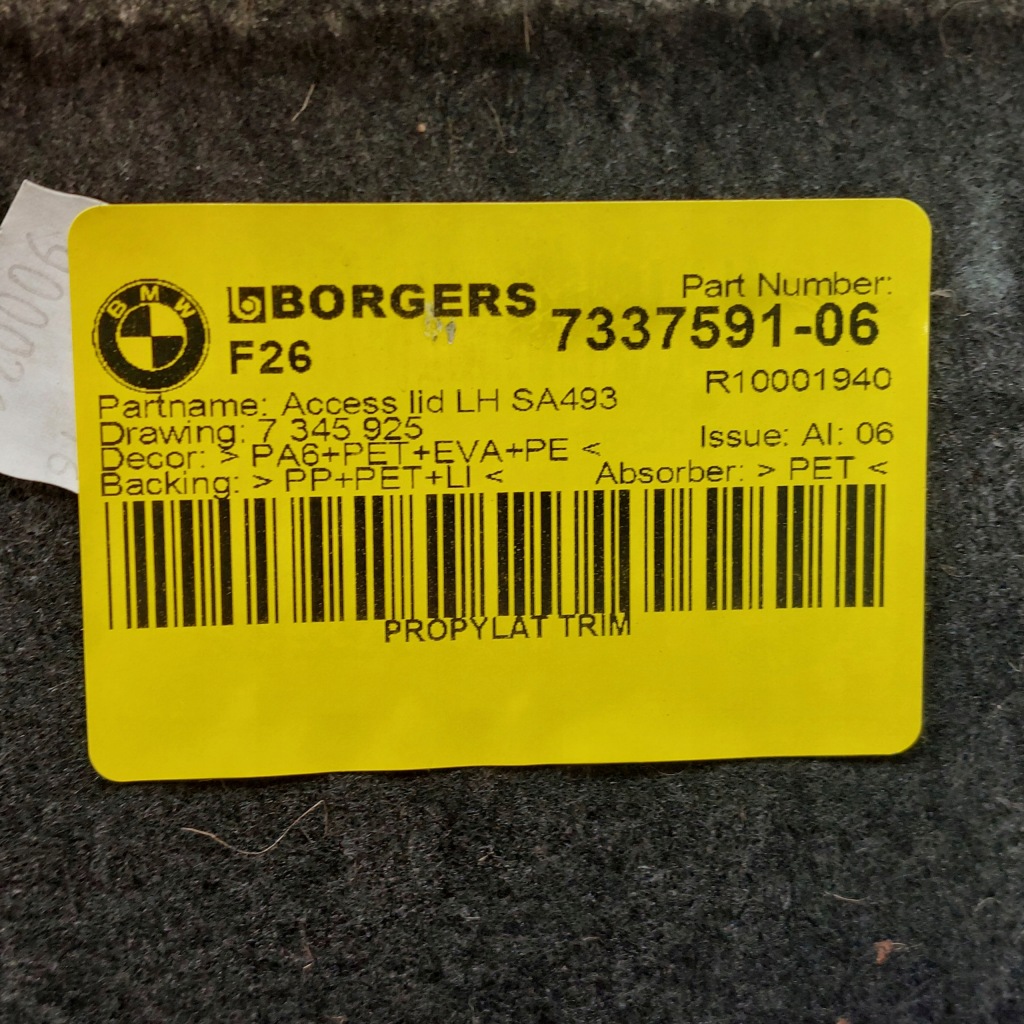 BMW
BORGERS
Part Number:
7337591-06
F26
R10001940
Partname: Access lid LH SA493
Drawing: 7 345 925
Issue: AI: 06
Decor: > PA6+PET+EVA+PE <
Backing: > PP+PET+LI <
Absorber: > PET <
PROPYLAT TRIM